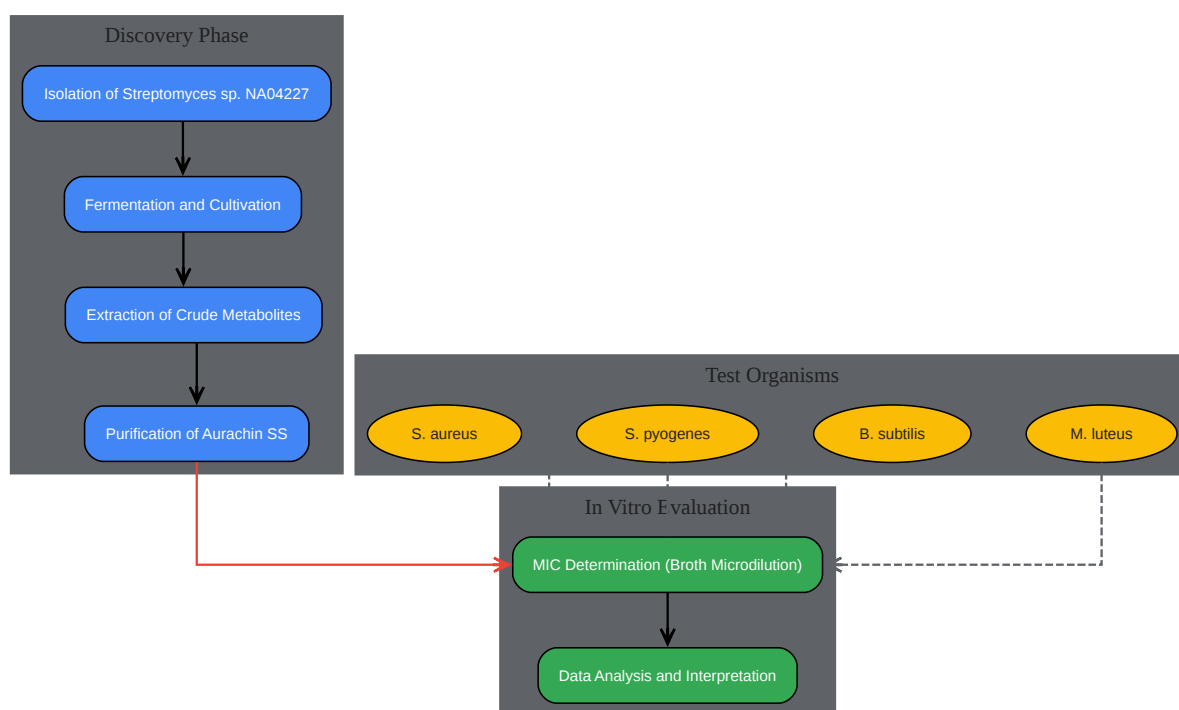 Discovery Phase
Isolation of Streptomyces sp. NA04227
Fermentation and Cultivation
Extraction of Crude Metabolites
Purification of Aurachin SS
Test Organisms
S. aureus
S. pyogenes
B. subtilis
M. luteus
In Vitro Evaluation
MIC Determination (Broth Microdilution)
Data Analysis and Interpretation